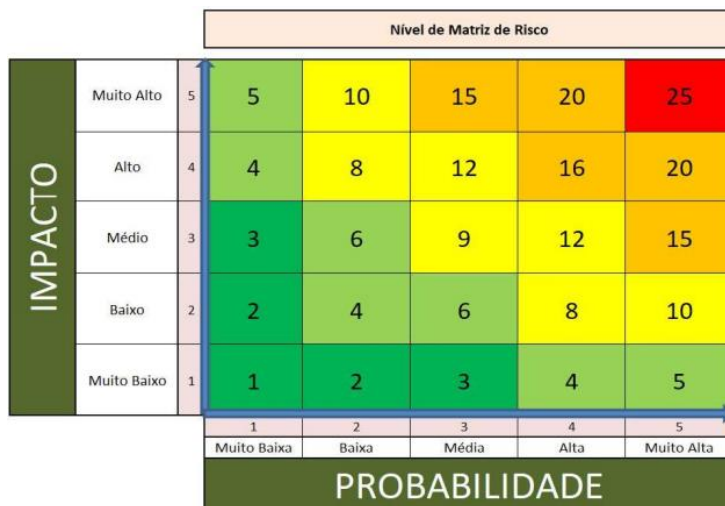 Nível de Matriz de Risco
IMPACTO
Muito Alto 5 5 10 15 20 25
Alto 4 4 8 12 16 20
Médio 3 3 6 9 12 15
Baixo 2 2 4 6 8 10
Muito Baixo 1 1 2 3 4 5
1 2 3 4 5
Muito Baixa Baixa Média Alta Muito Alta
PROBABILIDADE